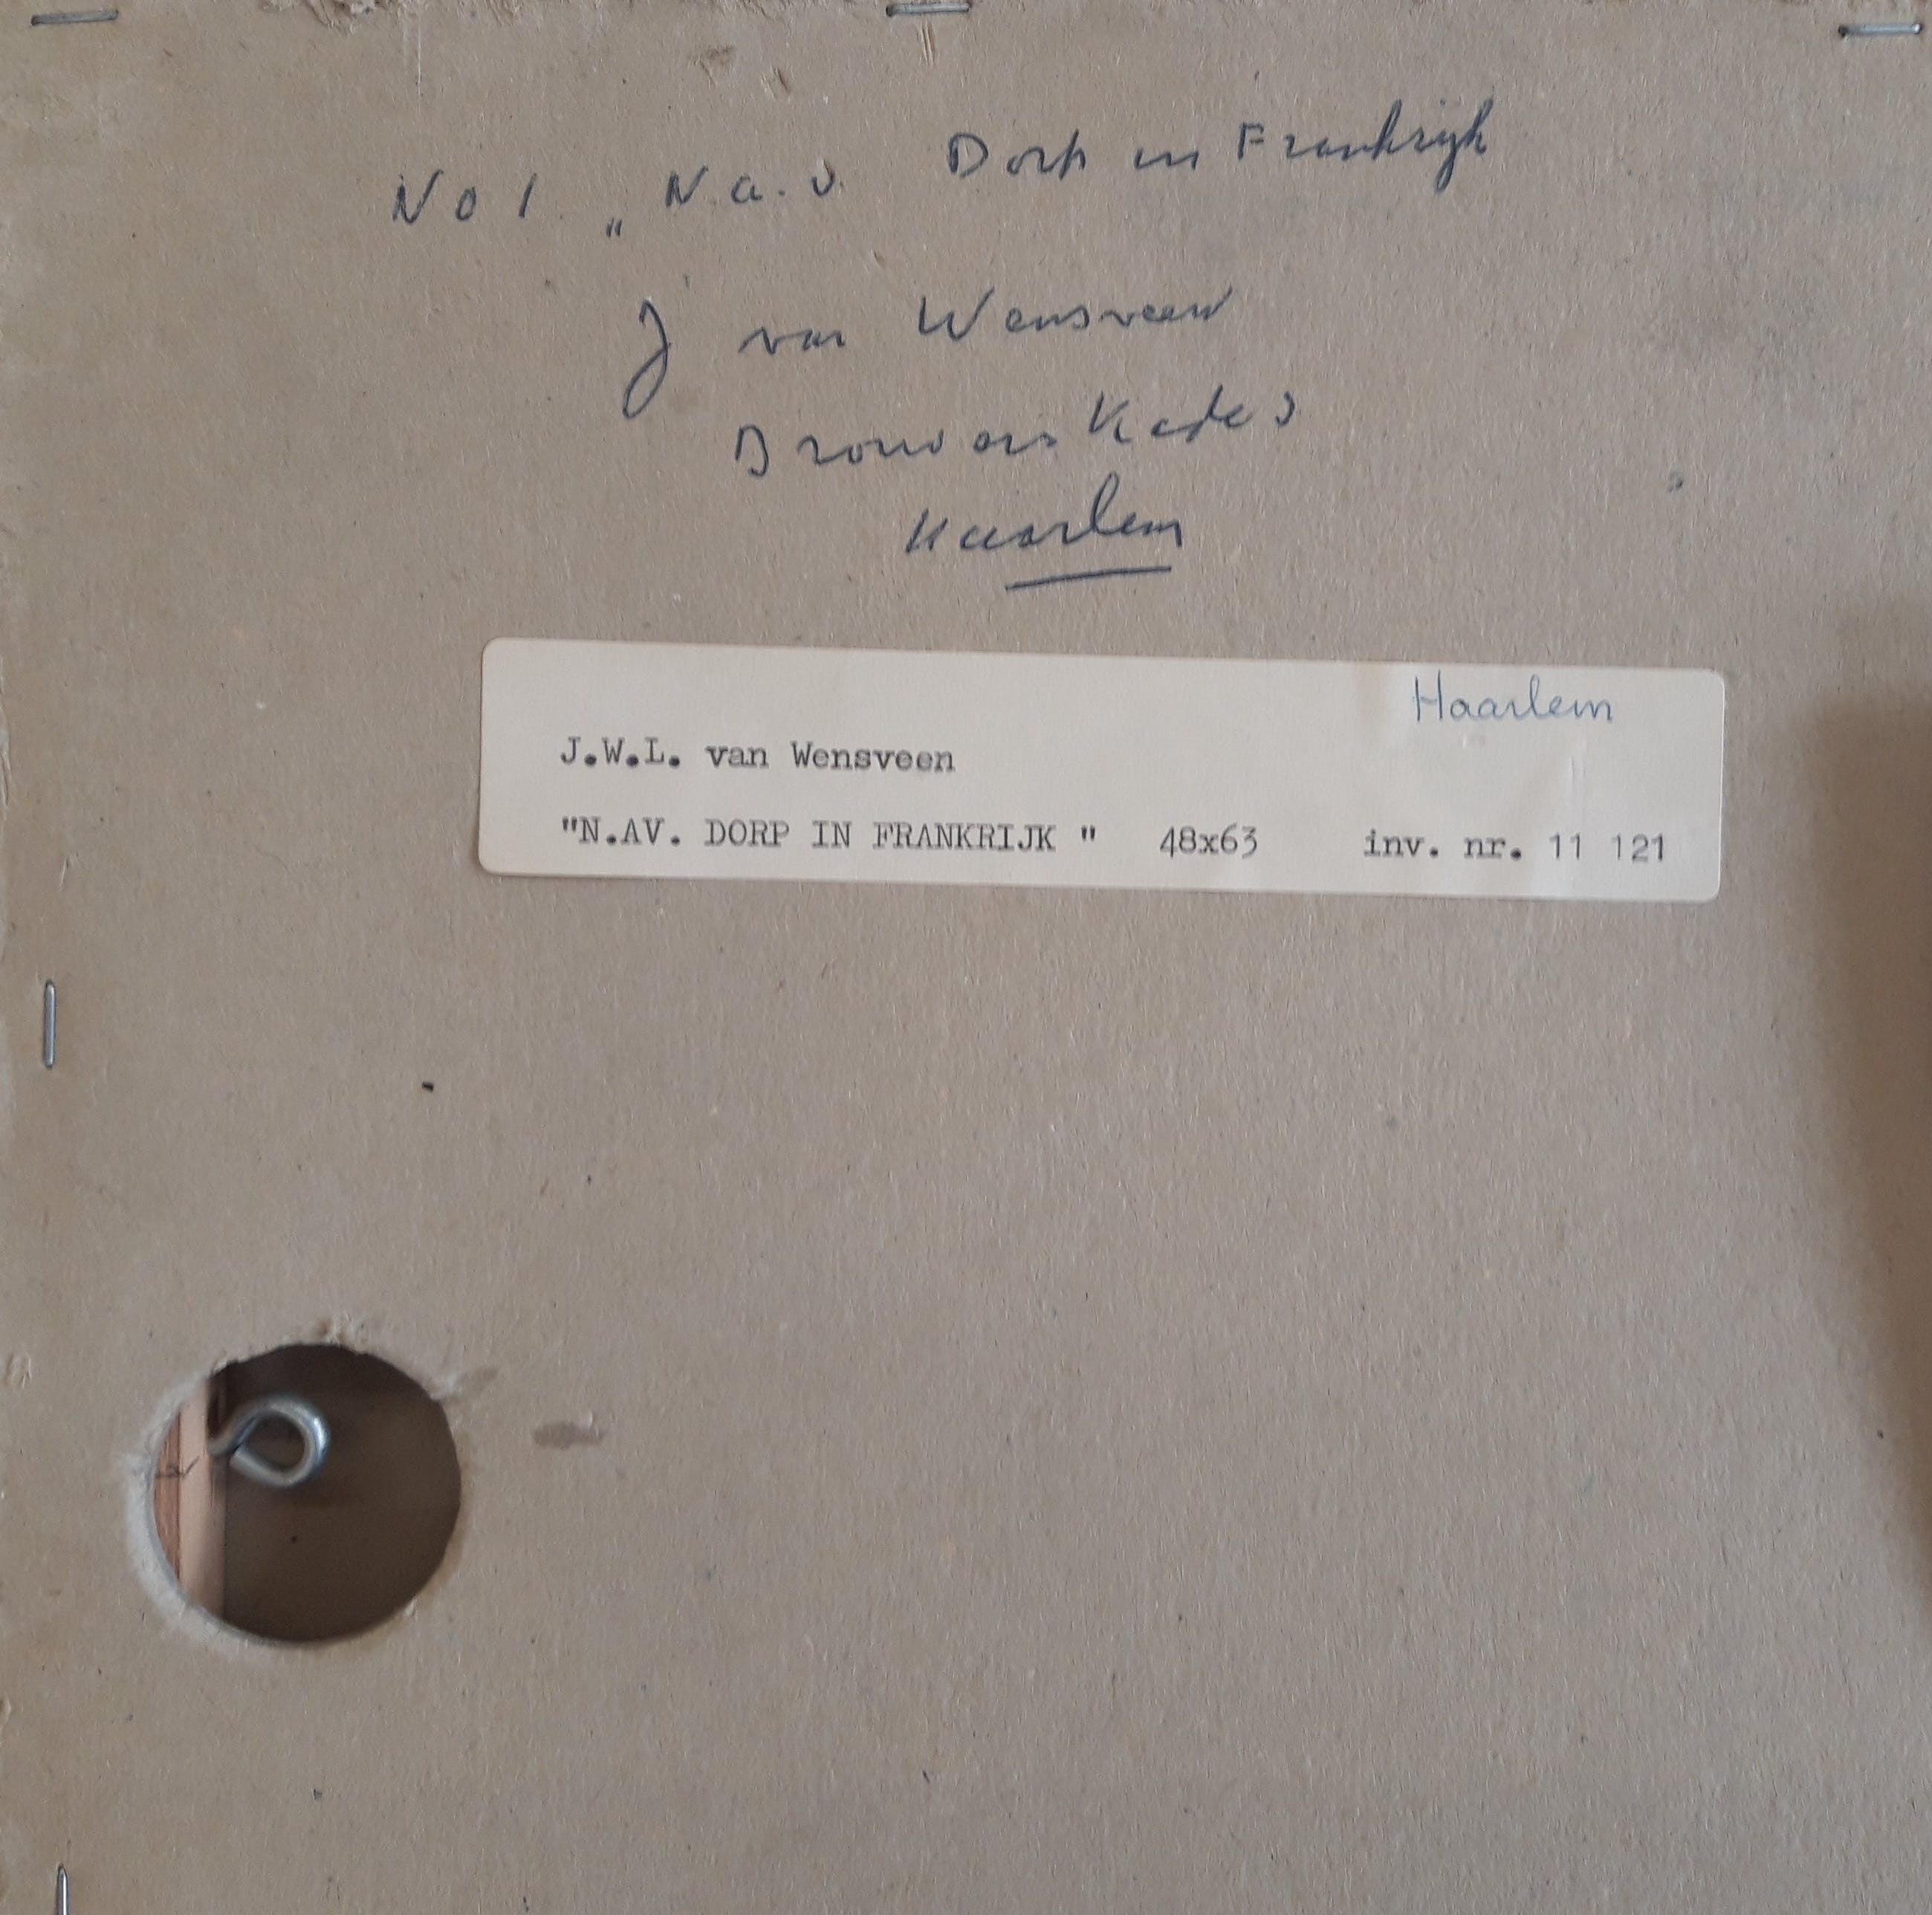 No 1. „ N.a.v. Dorp in Frankrijk
J van Wensveen
Brouwerskade
Haarlem
Haarlem
J.W.L. van Wensveen
"N.AV. DORP IN FRANKRIJK " 48x63 inv. nr. 11 121